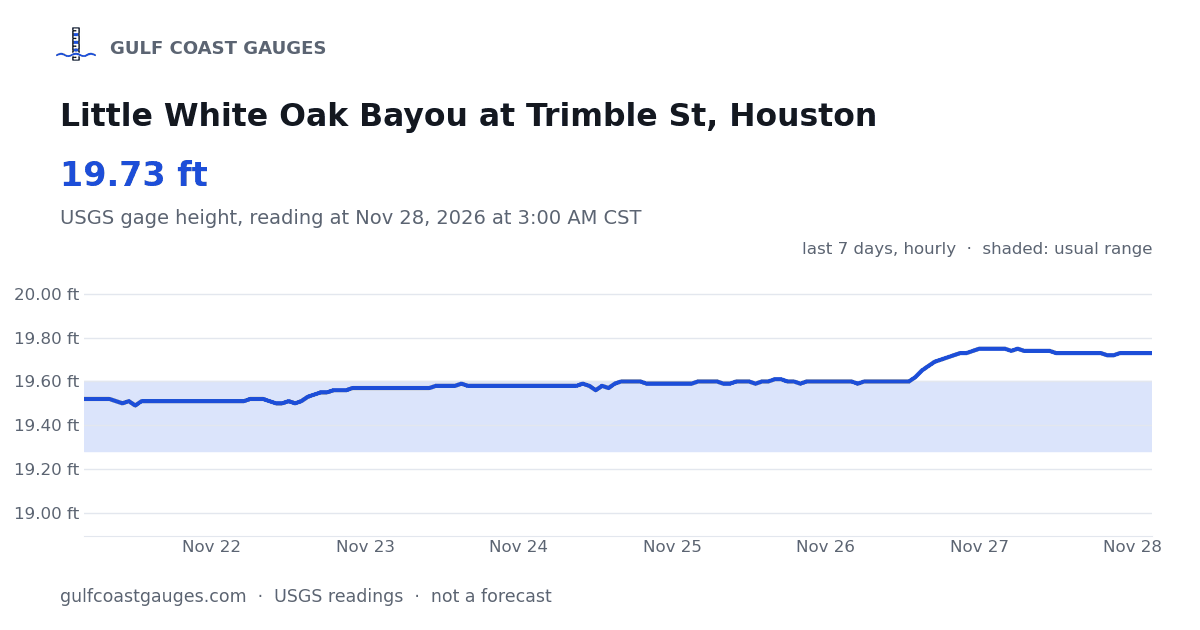 GULF COAST GAUGES
Little White Oak Bayou at Trimble St, Houston
19.73 ft
USGS gage height, reading at Nov 28, 2026 at 3:00 AM CST
last 7 days, hourly · shaded: usual range
20.00 ft
19.80 ft
19.60 ft
19.40 ft
19.20 ft
19.00 ft
Nov 22 Nov 23 Nov 24 Nov 25 Nov 26 Nov 27 Nov 28
gulfcoastgauges.com · USGS readings · not a forecast